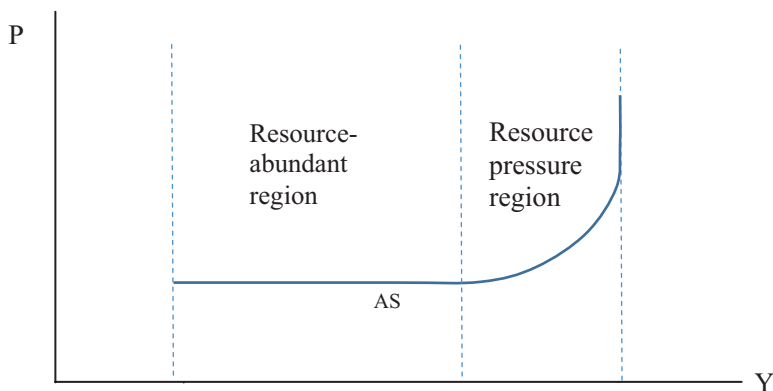 P
Resource-
abundant
region
Resource
pressure
region
AS
Y